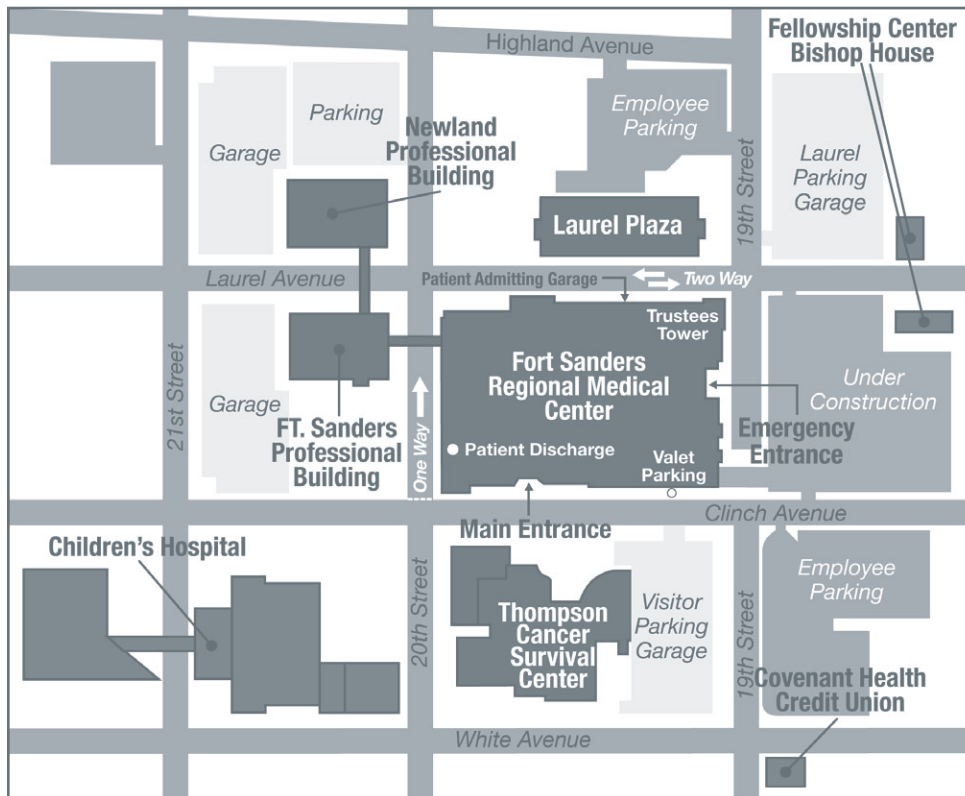 Highland Avenue
Fellowship Center
Bishop House
Parking
Garage
Newland
Professional
Building
Employee
Parking
19th Street
Laurel
Parking
Garage
Laurel Plaza
Laurel Avenue
Patient Admitting Garage
Two Way
Trustees
Tower
21st Street
Garage
FT. Sanders
Professional
Building
One Way
Fort Sanders
Regional Medical
Center
Under
Construction
Emergency
Entrance
Patient Discharge
Valet
Parking
Clinch Avenue
Main Entrance
Children's Hospital
20th Street
Thompson
Cancer
Survival
Center
Visitor
Parking
Garage
19th Street
Employee
Parking
Covenant Health
Credit Union
White Avenue